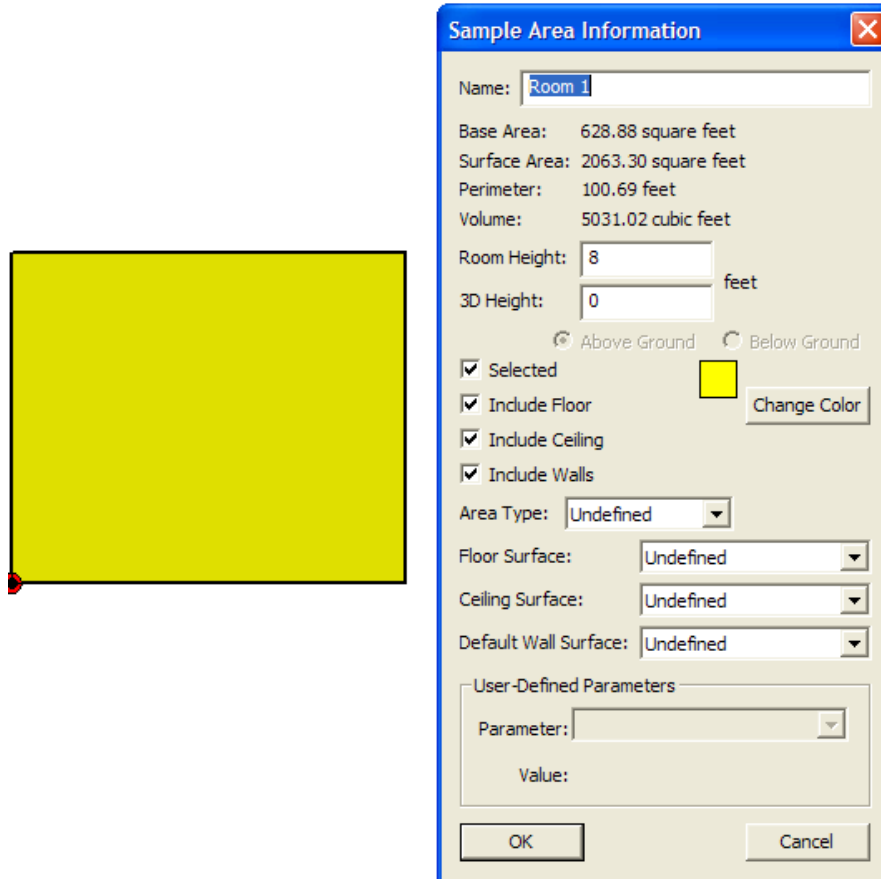 Sample Area Information
Name: Room 1
Base Area: 628.88 square feet
Surface Area: 2063.30 square feet
Perimeter: 100.69 feet
Volume: 5031.02 cubic feet
Room Height: 8
feet
3D Height: 0
Above Ground Below Ground
Selected
Include Floor Change Color
Include Ceiling
Include Walls
Area Type: Undefined
Floor Surface: Undefined
Ceiling Surface: Undefined
Default Wall Surface: Undefined
User-Defined Parameters
Parameter:
Value:
OK Cancel